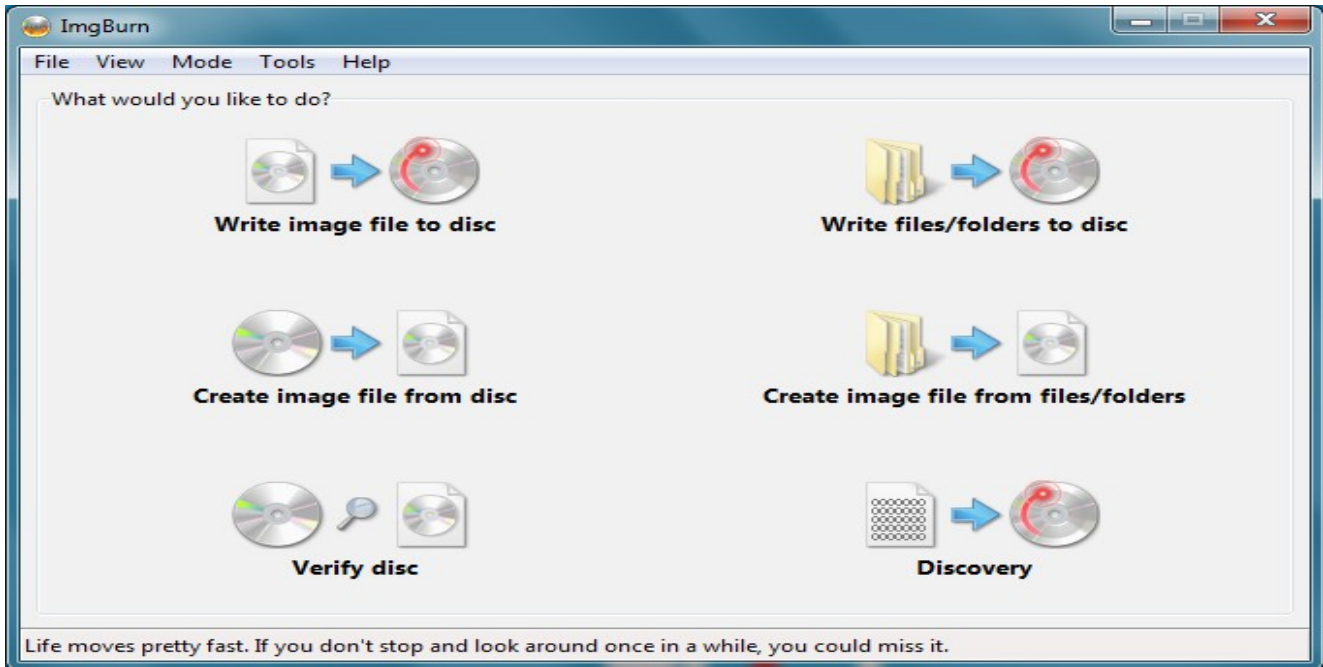 ImgBurn
File View Mode Tools Help
What would you like to do?
Write image file to disc
Write files/folders to disc
Create image file from disc
Create image file from files/folders
Verify disc
Discovery
Life moves pretty fast. If you don't stop and look around once in a while, you could miss it.